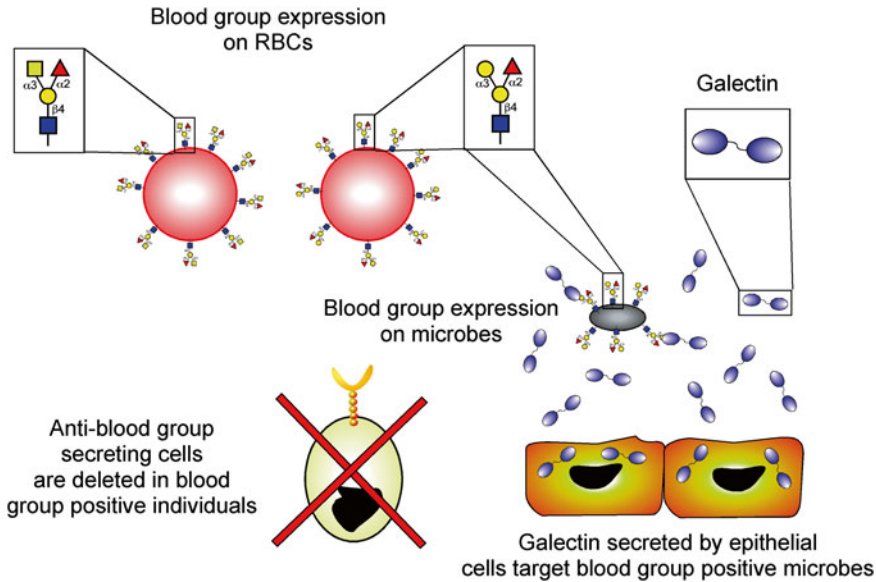 Blood group expression
on RBCs
α3
α2
β4
α3
α2
β4
Galectin
Blood group expression
on microbes
Anti-blood group
secreting cells
are deleted in blood
group positive individuals
Galectin secreted by epithelial
cells target blood group positive microbes